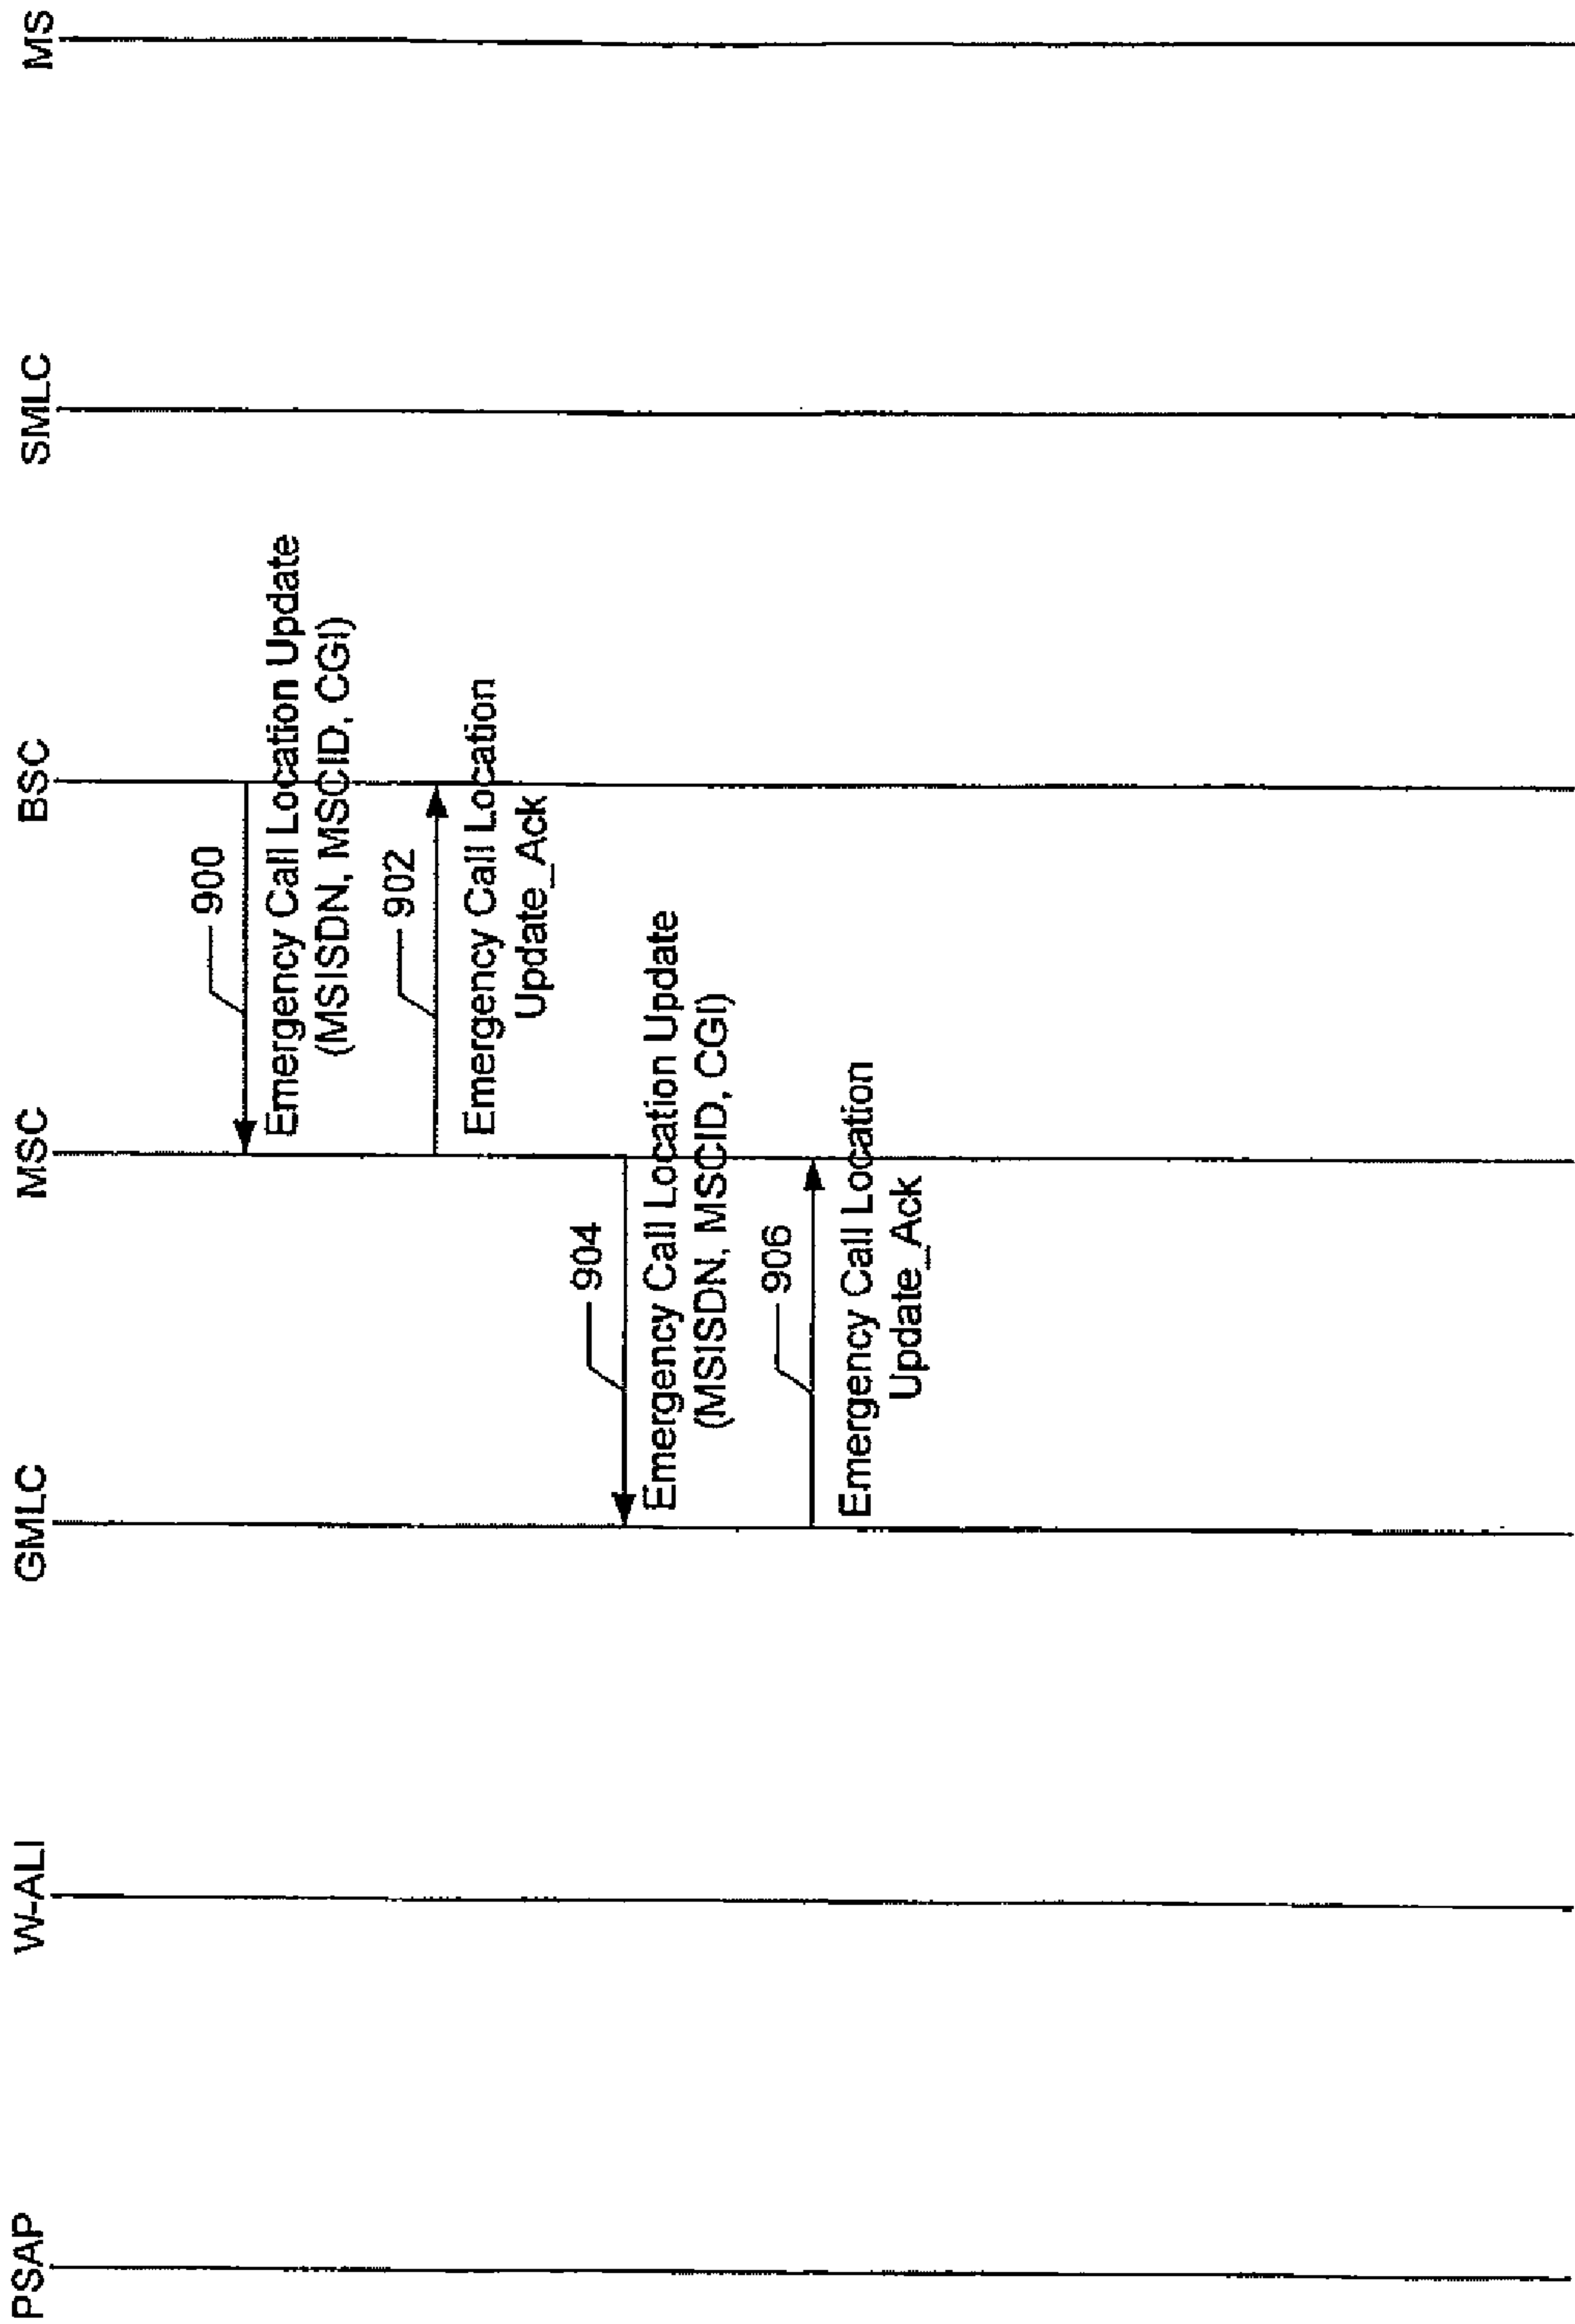 PSAP
W-ALI
GMLC
MSC
BSC
SMLC
MS
900
Emergency Call Location Update
(MSISDN, MSCID, CGI)
902
Emergency Call Location
Update_Ack
904
Emergency Call Location Update
(MSISDN, MSCID, CGI)
906
Emergency Call Location
Update_Ack